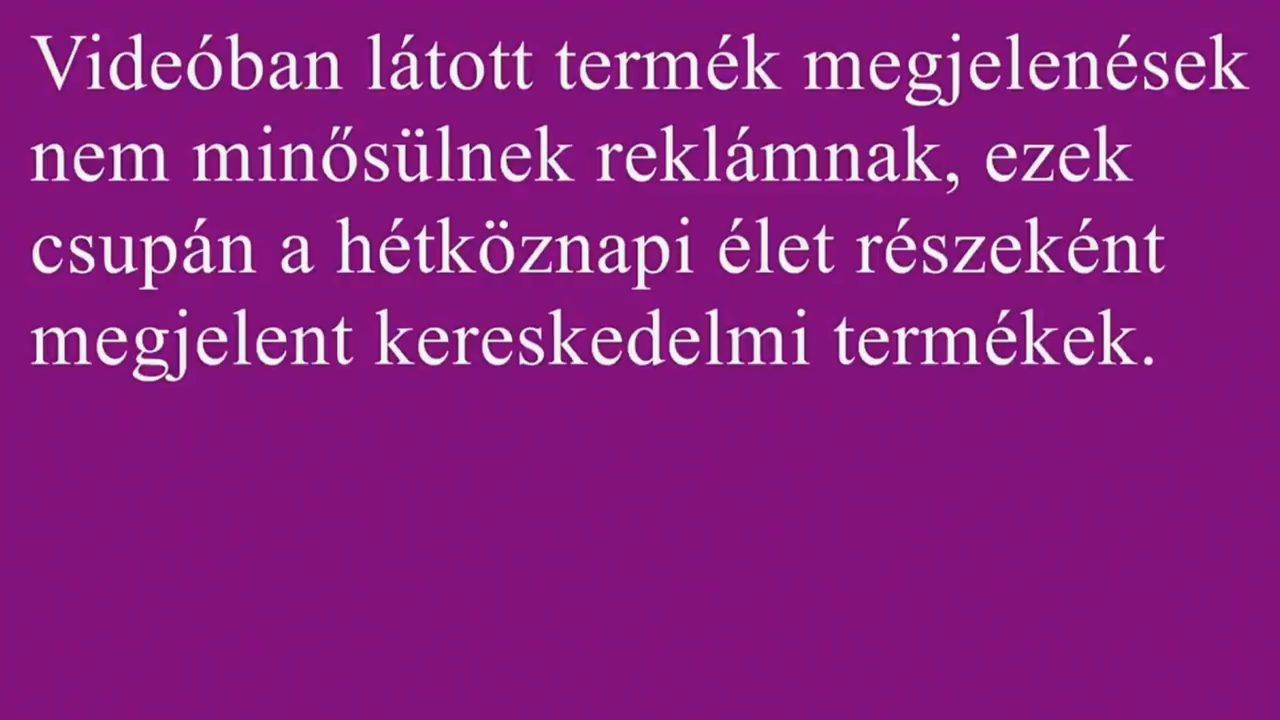 Videóban látott termék megjelenések
nem minősülnek reklámnak, ezek
csupán a hétköznapi élet részeként
megjelent kereskedelmi termékek.